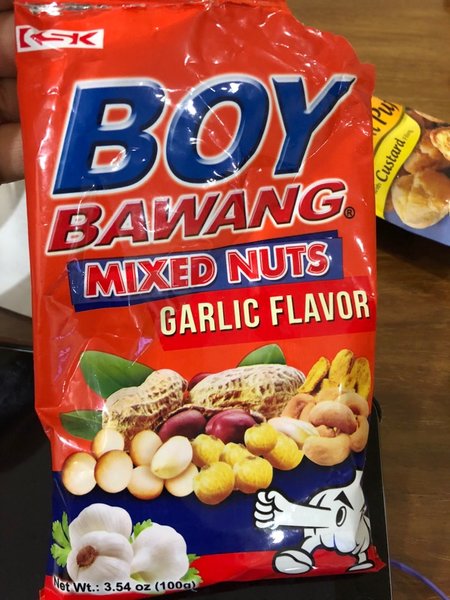 KSK
BOY
BAWANG®
MIXED NUTS
GARLIC FLAVOR
Custard
Net Wt.: 3.54 oz (100g)